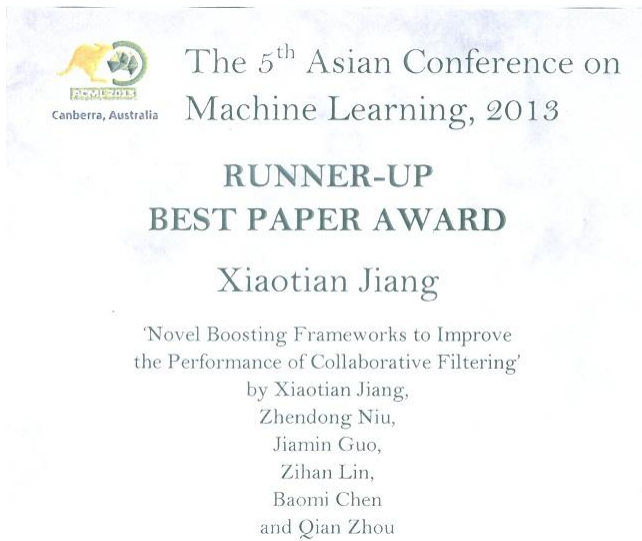 The 5th Asian Conference on
Machine Learning, 2013
ACML 2013
Canberra, Australia
RUNNER-UP
BEST PAPER AWARD
Xiaotian Jiang
'Novel Boosting Frameworks to Improve
the Performance of Collaborative Filtering'
by Xiaotian Jiang,
Zhendong Niu,
Jiamin Guo,
Zihan Lin,
Baomi Chen
and Qian Zhou